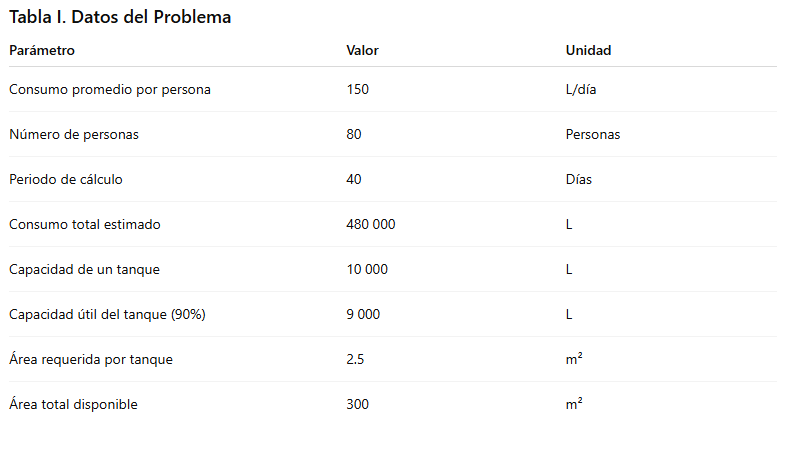 Tabla I. Datos del Problema
Parámetro Valor Unidad
Consumo promedio por persona 150 L/día
Número de personas 80 Personas
Periodo de cálculo 40 Días
Consumo total estimado 480 000 L
Capacidad de un tanque 10 000 L
Capacidad útil del tanque (90%) 9 000 L
Área requerida por tanque 2.5 m²
Área total disponible 300 m²